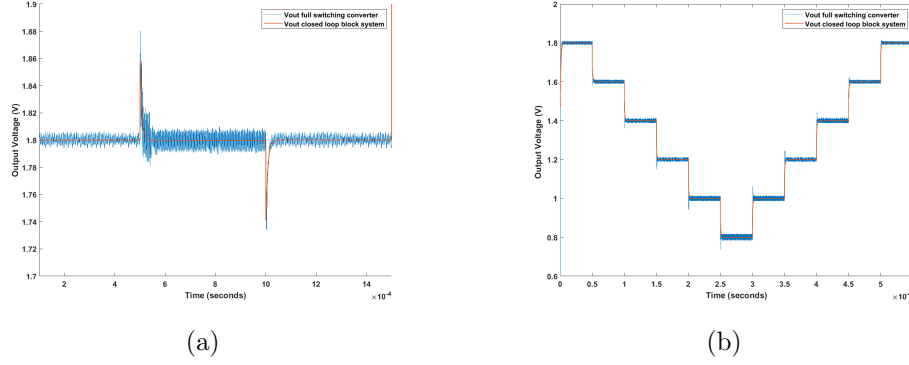 1.9
1.88
1.86
1.84
1.82
1.8
1.78
1.76
1.74
1.72
1.7
Output Voltage (V)
Vout full switching converter
Vout closed loop block system
2 4 6 8 10 12 14
Time (seconds)
(a)
2
1.8
1.6
1.4
1.2
1
0.8
0.6
Output Voltage (V)
Vout full switching converter
Vout closed loop block system
0 0.5 1 1.5 2 2.5 3 3.5 4 4.5 5
Time (seconds)
(b)